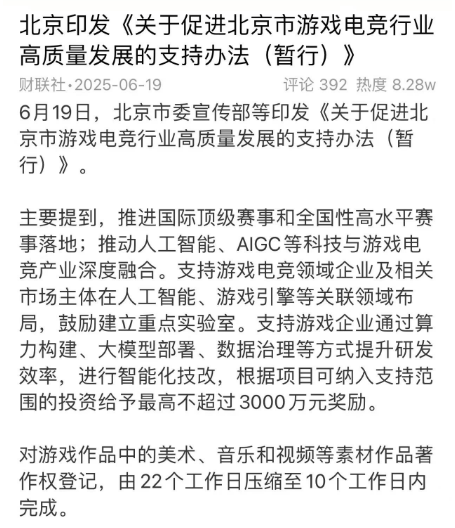 北京印发《关于促进北京市游戏电竞行业
高质量发展的支持办法（暂行）》
财联社·2025-06-19 评论 392 热度 8.28w
6月19日，北京市委宣传部等印发《关于促进北
京市游戏电竞行业高质量发展的支持办法（暂
行）》。
主要提到，推进国际顶级赛事和全国性高水平赛
事落地；推动人工智能、AIGC等科技与游戏电
竞产业深度融合。支持游戏电竞领域企业及相关
市场主体在人工智能、游戏引擎等关联领域布
局，鼓励建立重点实验室。支持游戏企业通过算
力构建、大模型部署、数据治理等方式提升研发
效率，进行智能化技改，根据项目可纳入支持范
围的投资给予最高不超过3000万元奖励。
对游戏作品中的美术、音乐和视频等素材作品著
作权登记，由22个工作日压缩至10个工作日内
完成。